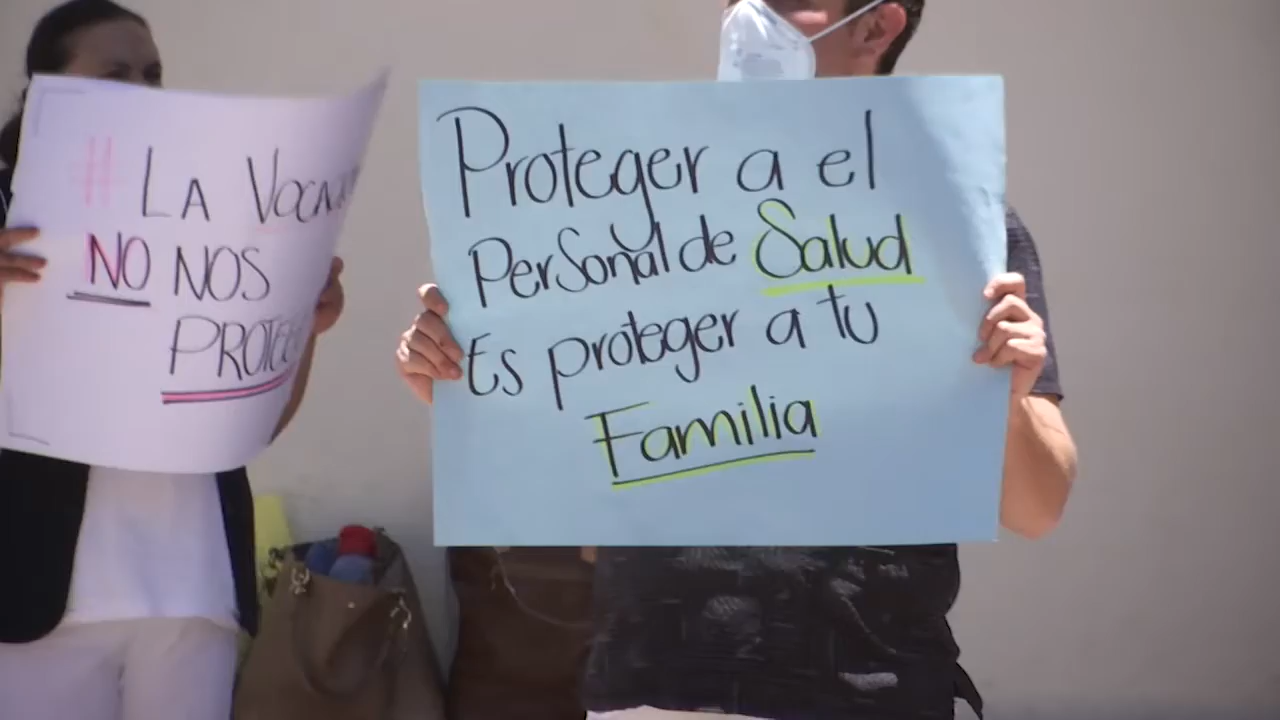 # LA
NO NOS
Proteger a el
Personal de Salud
Es proteger a tu
Familia